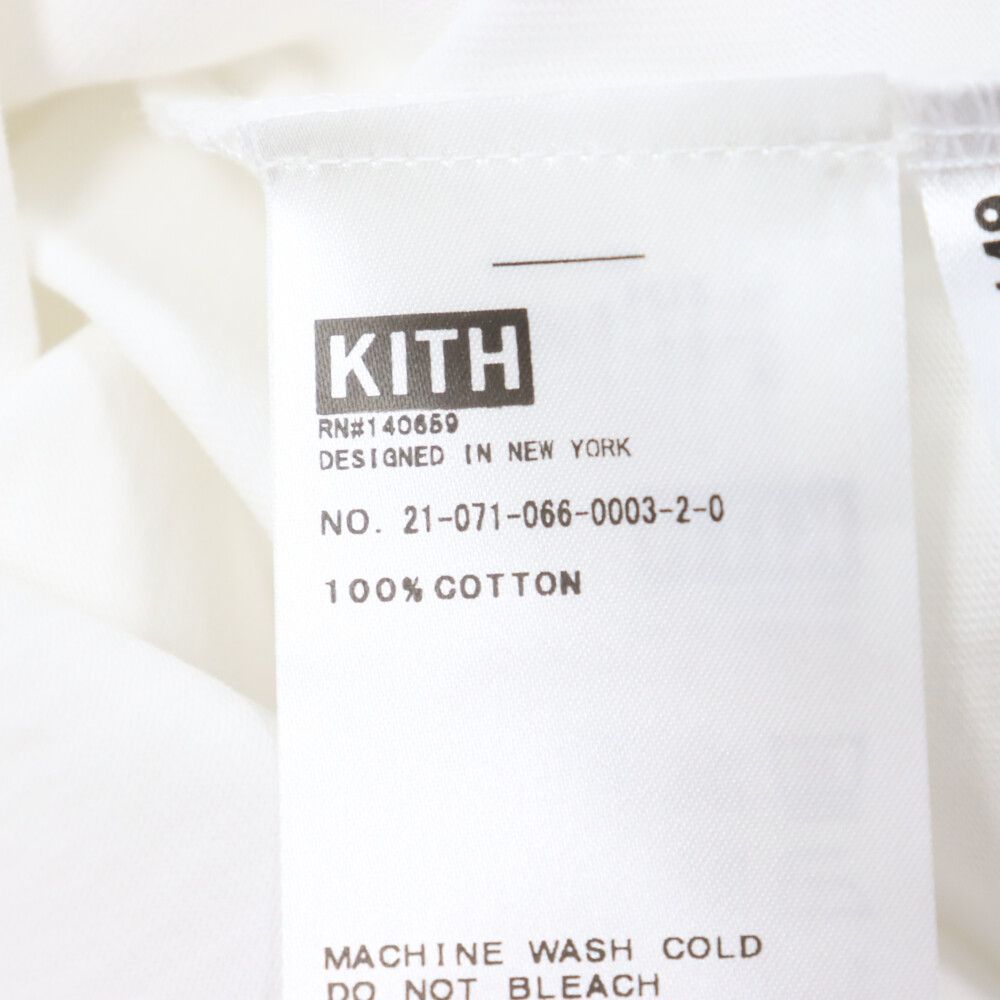 KITH
RN#140659
DESIGNED IN NEW YORK
NO. 21-071-066-0003-2-0
100% COTTON
MACHINE WASH COLD
DO NOT BLEACH